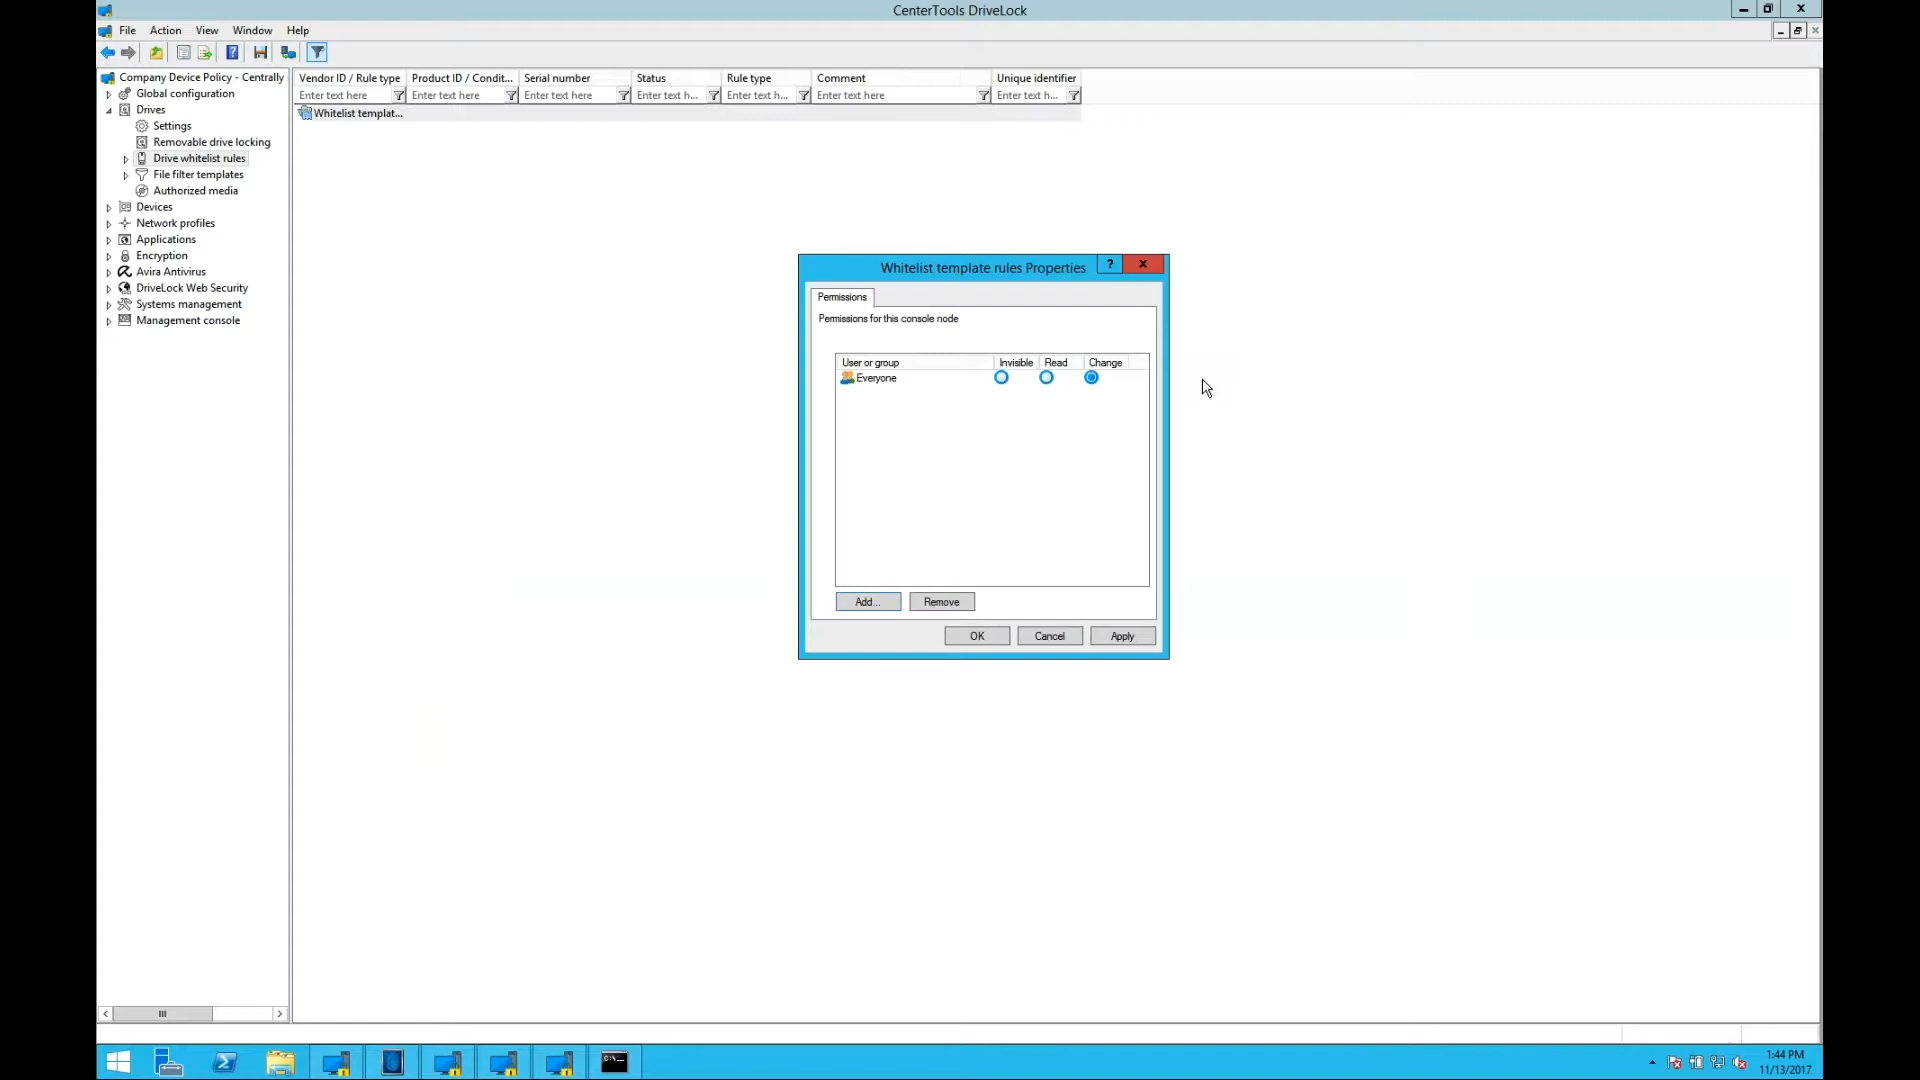 CenterTools DriveLock
File Action View Window Help
Company Device Policy - Centrally
Global configuration
Drives
Settings
Removable drive locking
Drive whitelist rules
File filter templates
Authorized media
Devices
Network profiles
Applications
Encryption
Avira Antivirus
DriveLock Web Security
Systems management
Management console
Vendor ID / Rule type Product ID / Condit... Serial number Status Rule type Comment Unique identifier
Enter text here Enter text here Enter text here Enter text h... Enter text h... Enter text here Enter text h...
Whitelist templat...
Whitelist template rules Properties ? X
Permissions
Permissions for this console node
User or group Invisible Read Change
Everyone
Add... Remove
OK Cancel Apply
1:44 PM
11/13/2017